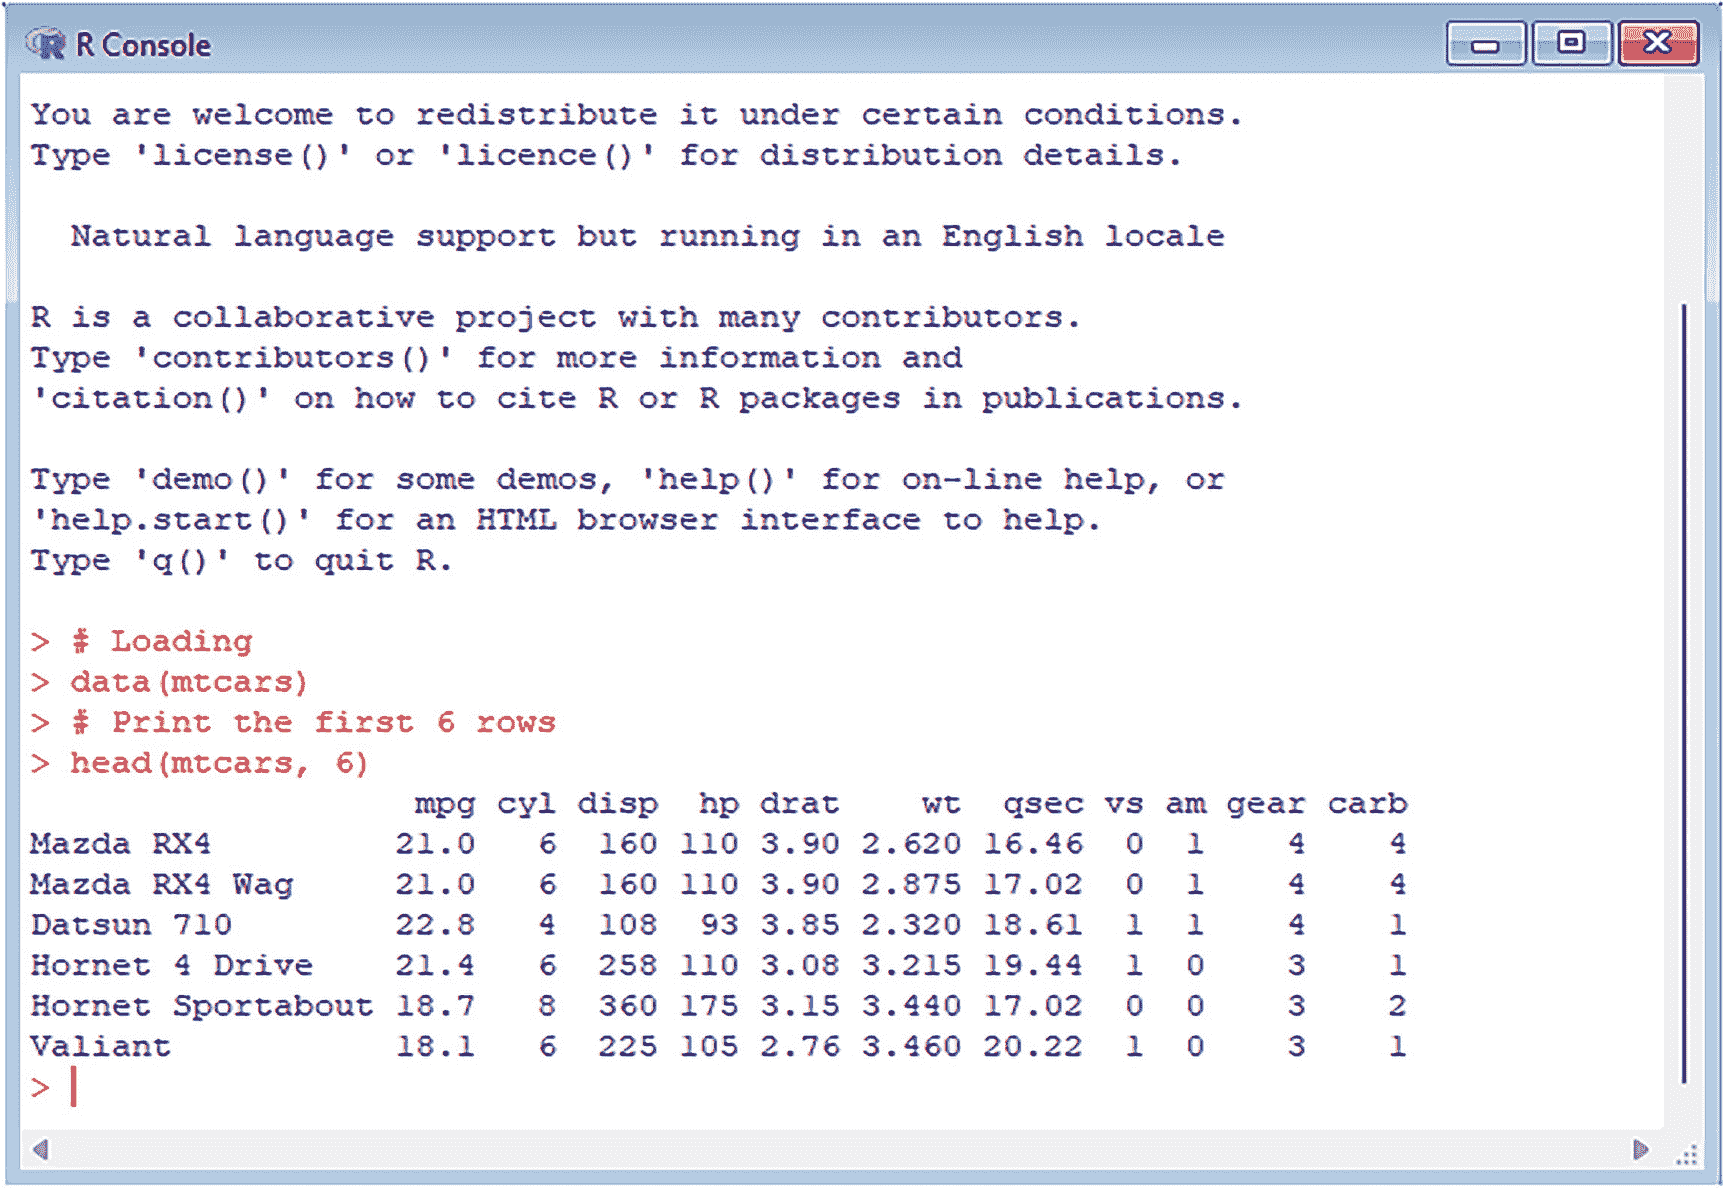 R Console
You are welcome to redistribute it under certain conditions.
Type 'license()' or 'licence()' for distribution details.
Natural language support but running in an English locale
R is a collaborative project with many contributors.
Type 'contributors()' for more information and
'citation()' on how to cite R or R packages in publications.
Type 'demo()' for some demos, 'help()' for on-line help, or
'help.start()' for an HTML browser interface to help.
Type 'q()' to quit R.
> # Loading
> data(mtcars)
> # Print the first 6 rows
> head(mtcars, 6)
                   mpg cyl disp  hp drat    wt  qsec vs am gear carb
Mazda RX4         21.0   6  160 110 3.90 2.620 16.46  0  1    4    4
Mazda RX4 Wag     21.0   6  160 110 3.90 2.875 17.02  0  1    4    4
Datsun 710        22.8   4  108  93 3.85 2.320 18.61  1  1    4    1
Hornet 4 Drive    21.4   6  258 110 3.08 3.215 19.44  1  0    3    1
Hornet Sportabout 18.7   8  360 175 3.15 3.440 17.02  0  0    3    2
Valiant           18.1   6  225 105 2.76 3.460 20.22  1  0    3    1
>